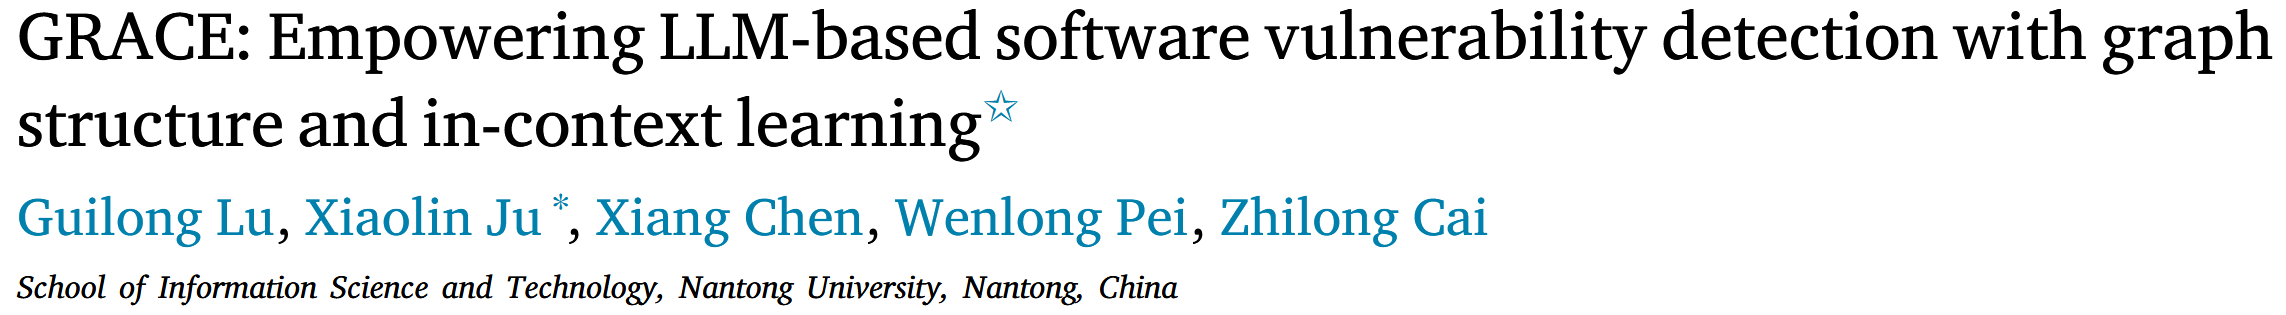 GRACE: Empowering LLM-based software vulnerability detection with graph
structure and in-context learning☆
Guilong Lu, Xiaolin Ju *, Xiang Chen, Wenlong Pei, Zhilong Cai
School of Information Science and Technology, Nantong University, Nantong, China